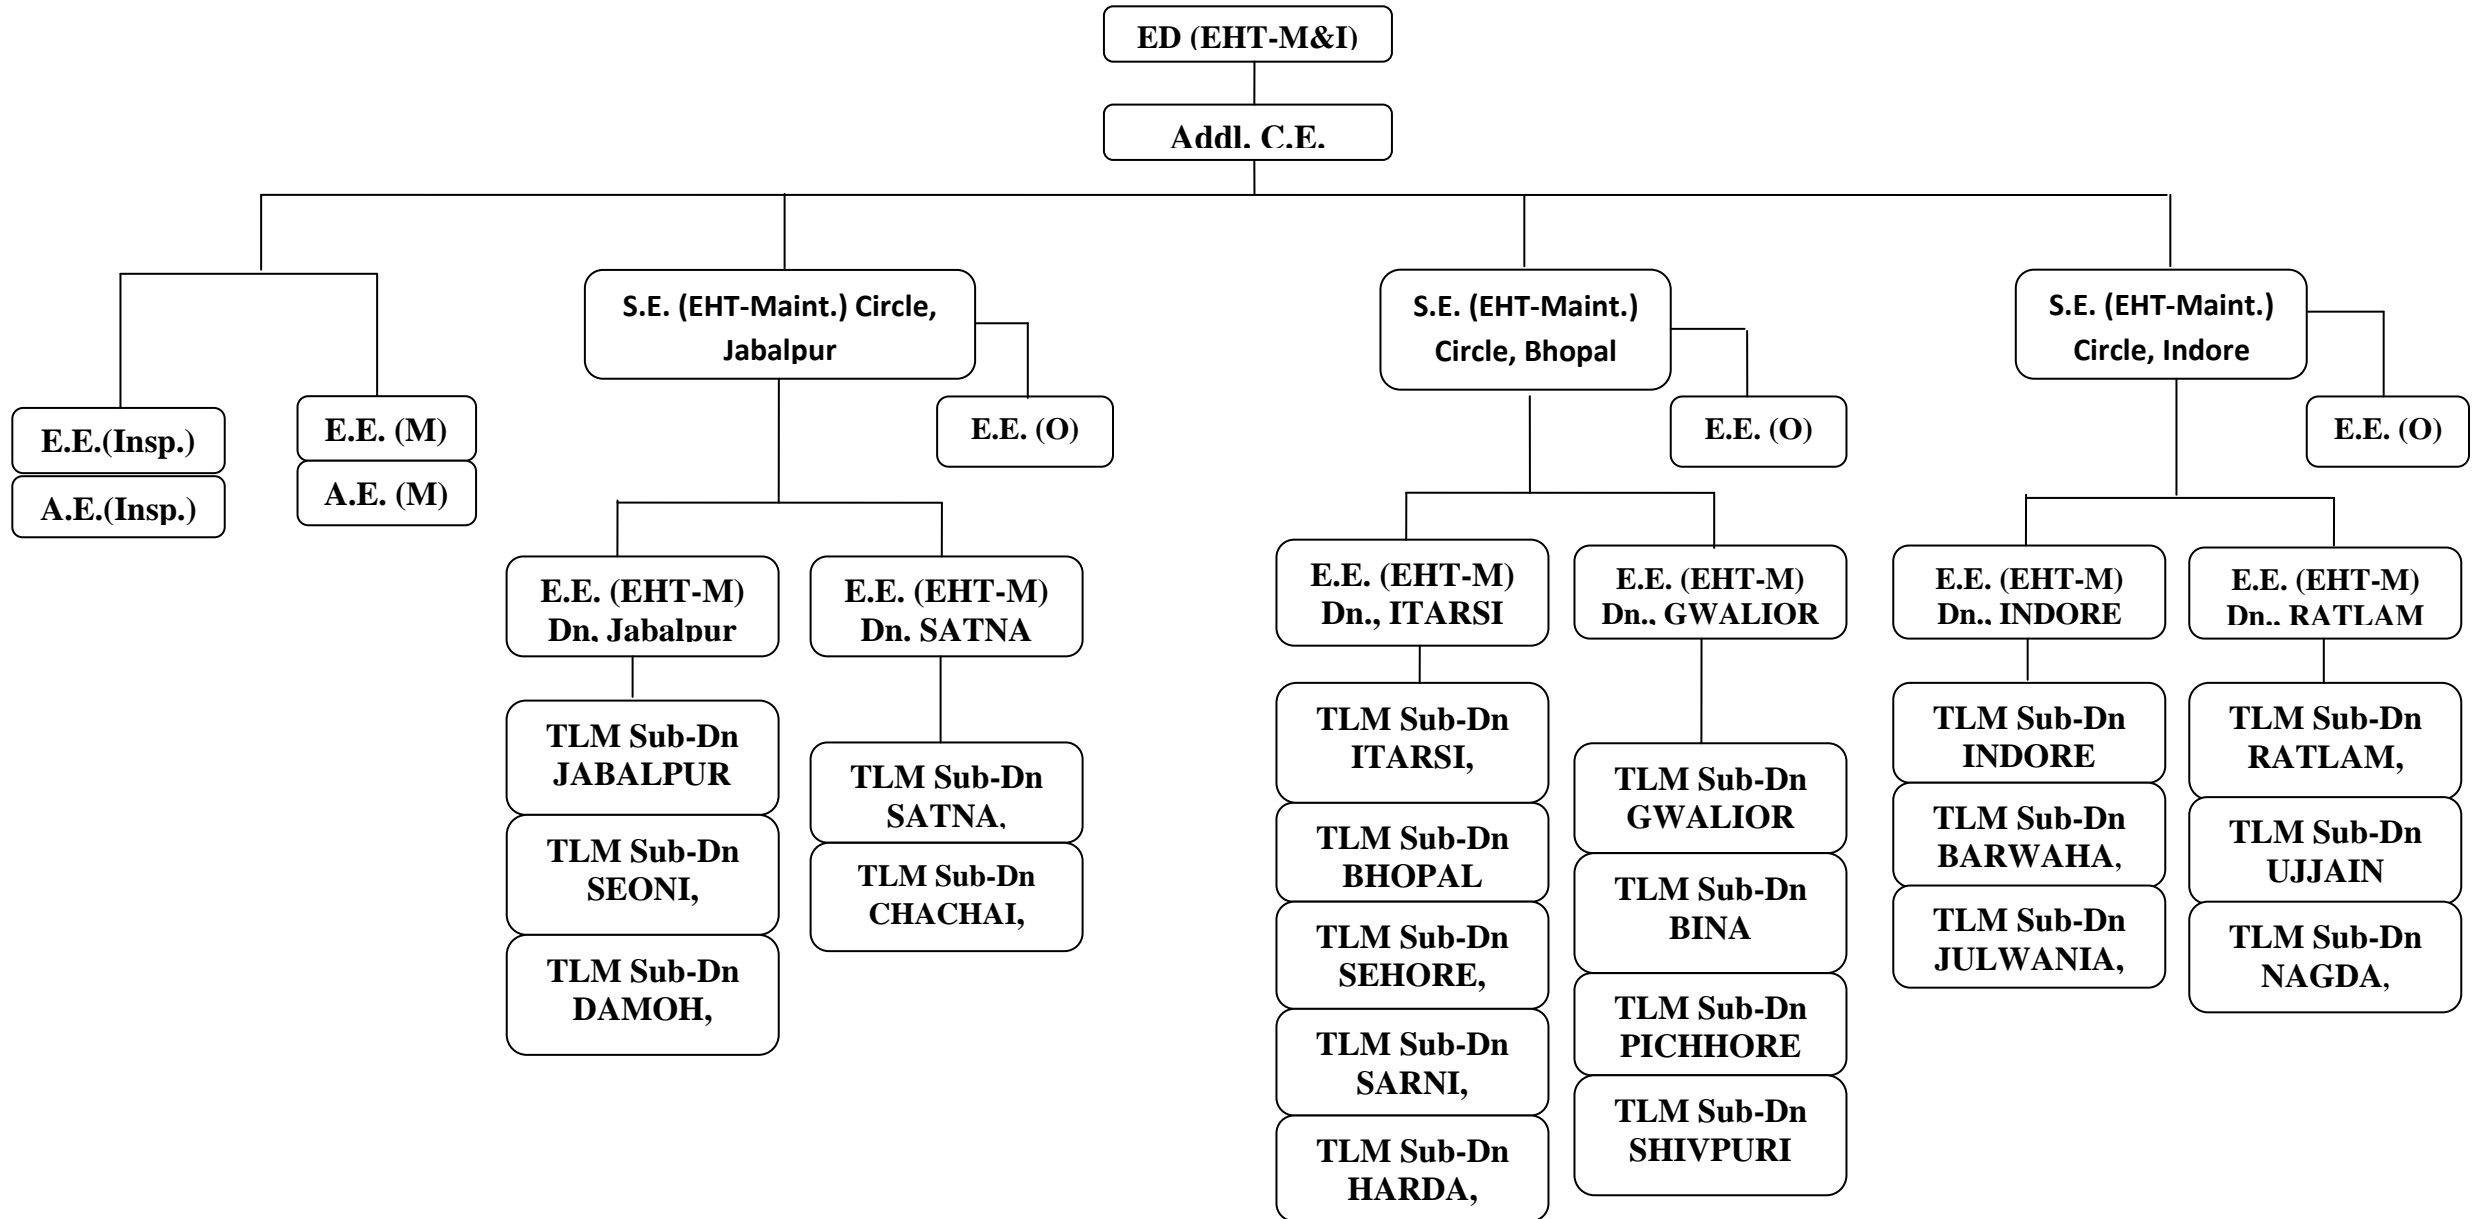 ED (EHT-M&I)
Addl. C.E.
S.E. (EHT-Maint.) Circle,
Jabalpur
S.E. (EHT-Maint.)
Circle, Bhopal
S.E. (EHT-Maint.)
Circle, Indore
E.E.(Insp.)
A.E.(Insp.)
E.E. (M)
A.E. (M)
E.E. (O)
E.E. (O)
E.E. (O)
E.E. (EHT-M)
Dn, Jabalpur
E.E. (EHT-M)
Dn. SATNA
E.E. (EHT-M)
Dn., ITARSI
E.E. (EHT-M)
Dn., GWALIOR
E.E. (EHT-M)
Dn., INDORE
E.E. (EHT-M)
Dn., RATLAM
TLM Sub-Dn
JABALPUR
TLM Sub-Dn
SEONI,
TLM Sub-Dn
DAMOH,
TLM Sub-Dn
SATNA,
TLM Sub-Dn
CHACHAI,
TLM Sub-Dn
ITARSI,
TLM Sub-Dn
BHOPAL
TLM Sub-Dn
SEHORE,
TLM Sub-Dn
SARNI,
TLM Sub-Dn
HARDA,
TLM Sub-Dn
GWALIOR
TLM Sub-Dn
BINA
TLM Sub-Dn
PICHHORE
TLM Sub-Dn
SHIVPURI
TLM Sub-Dn
INDORE
TLM Sub-Dn
BARWAHA,
TLM Sub-Dn
JULWANIA,
TLM Sub-Dn
RATLAM,
TLM Sub-Dn
UJJAIN
TLM Sub-Dn
NAGDA,